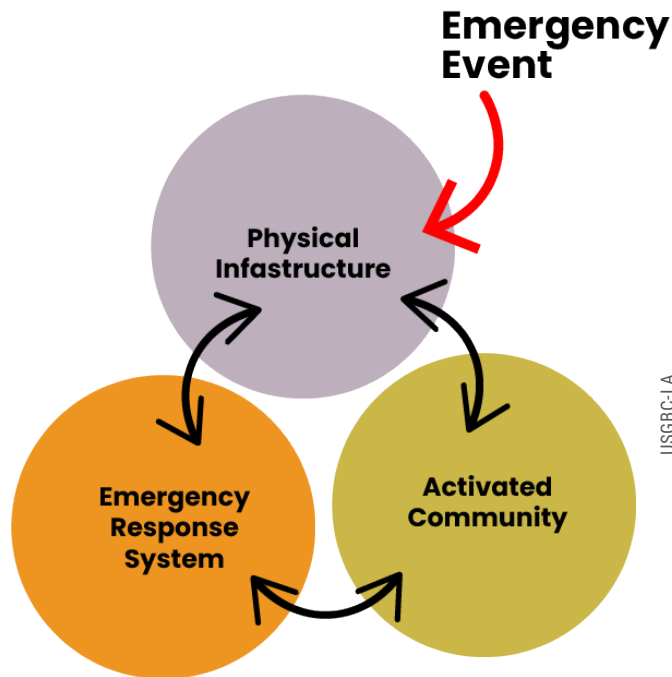 Emergency
Event
Physical
Infastructure
Emergency
Response
System
Activated
Community
USGBC-LA